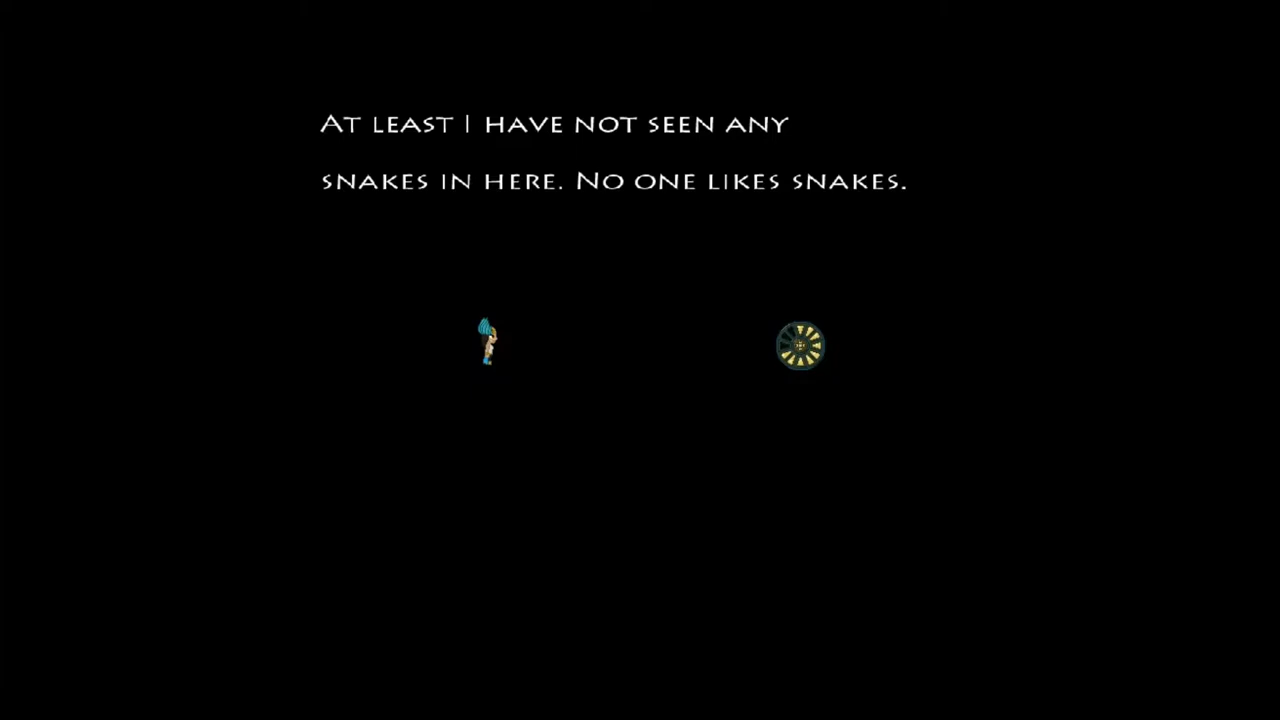 At least I have not seen any
snakes in here. No one likes snakes.